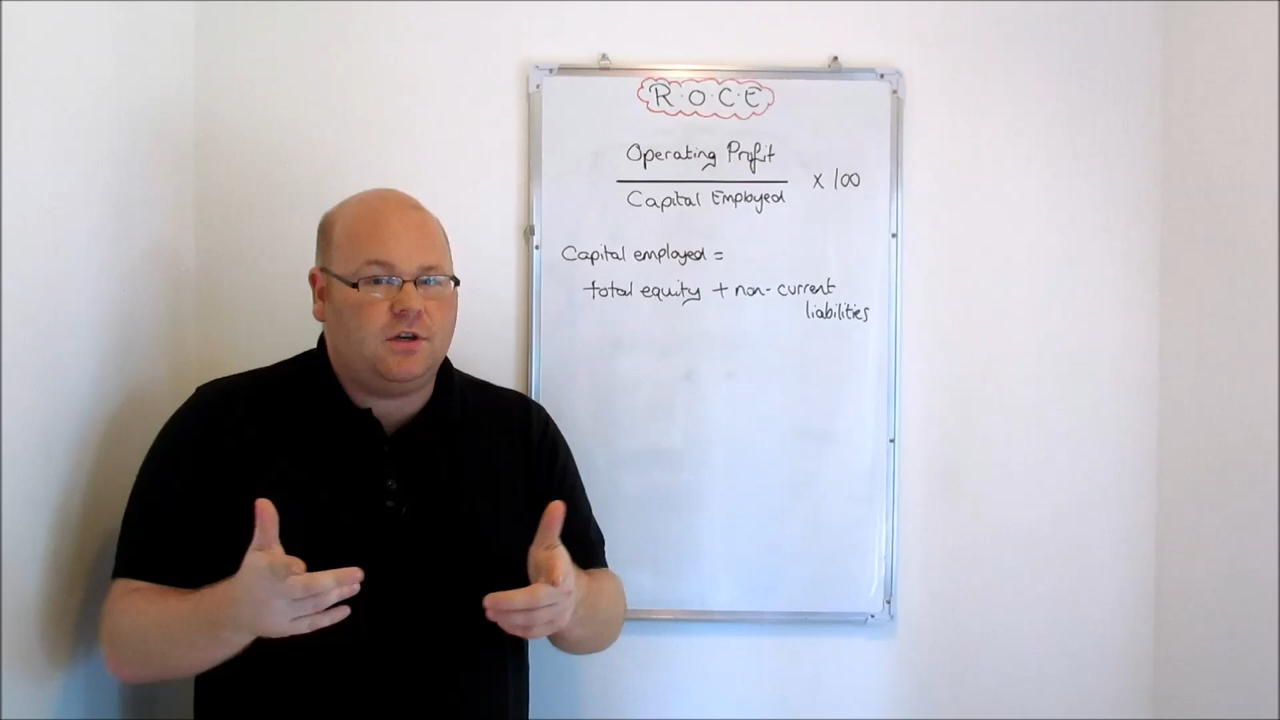 R.O.C.E
Operating Profit
x 100
Capital Employed
Capital employed =
total equity + non-current
liabilities